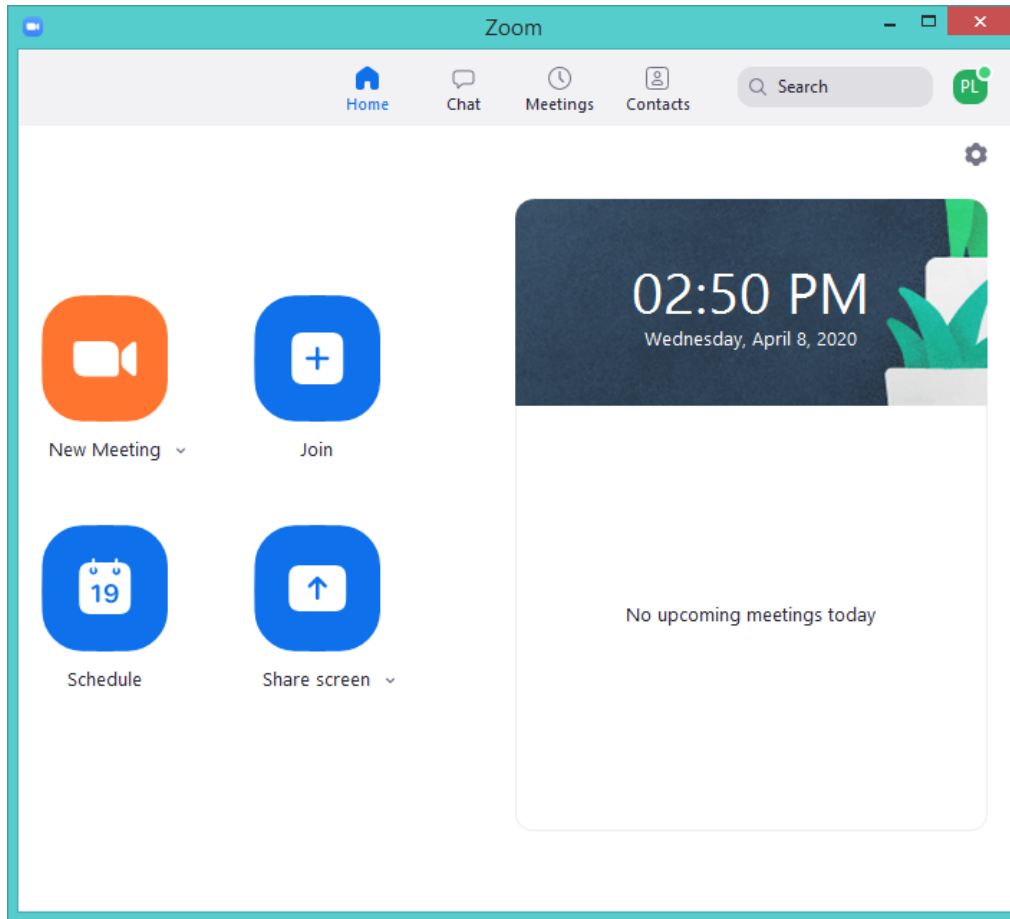 Zoom
Home
Chat
Meetings
Contacts
Search
PL
02:50 PM
Wednesday, April 8, 2020
New Meeting
Join
19
Schedule
Share screen
No upcoming meetings today